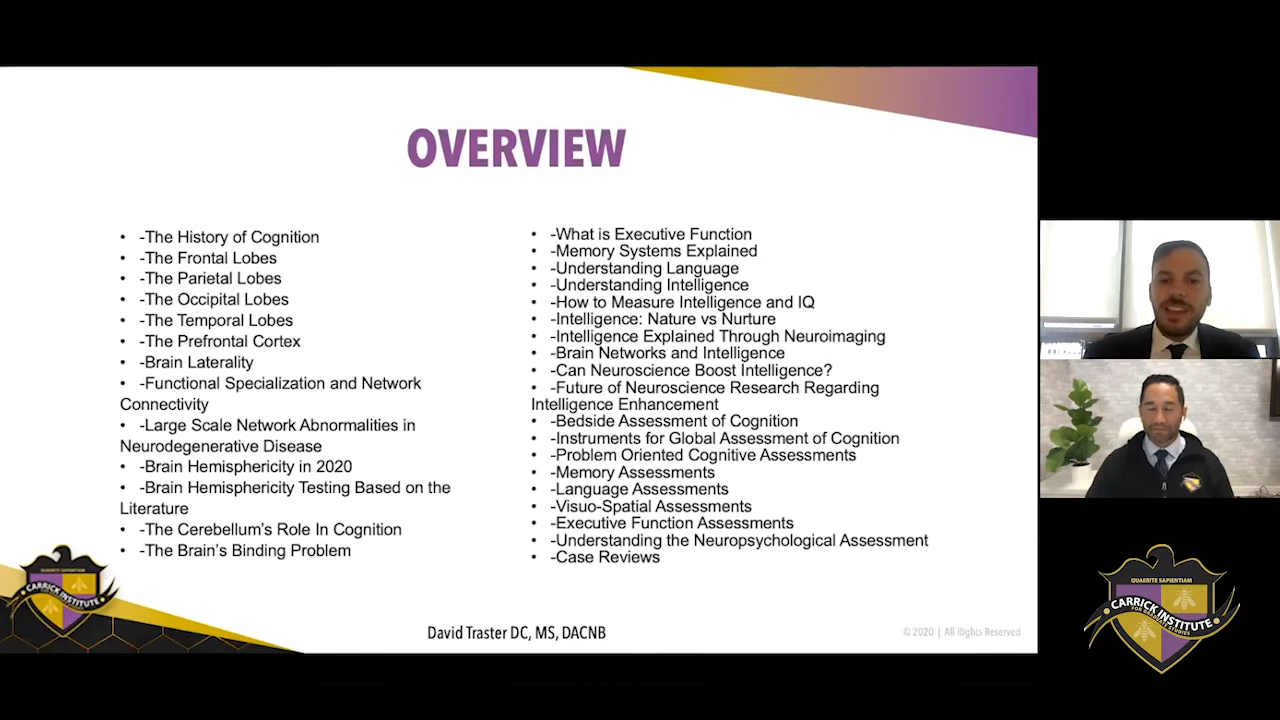 OVERVIEW
• -The History of Cognition
• -The Frontal Lobes
• -The Parietal Lobes
• -The Occipital Lobes
• -The Temporal Lobes
• -The Prefrontal Cortex
• -Brain Laterality
• -Functional Specialization and Network
Connectivity
• -Large Scale Network Abnormalities in
Neurodegenerative Disease
• -Brain Hemisphericity in 2020
• -Brain Hemisphericity Testing Based on the
Literature
• -The Cerebellum’s Role In Cognition
• -The Brain’s Binding Problem
• -What is Executive Function
• -Memory Systems Explained
• -Understanding Language
• -Understanding Intelligence
• -How to Measure Intelligence and IQ
• -Intelligence: Nature vs Nurture
• -Intelligence Explained Through Neuroimaging
• -Brain Networks and Intelligence
• -Can Neuroscience Boost Intelligence?
• -Future of Neuroscience Research Regarding
Intelligence Enhancement
• -Bedside Assessment of Cognition
• -Instruments for Global Assessment of Cognition
• -Problem Oriented Cognitive Assessments
• -Memory Assessments
• -Language Assessments
• -Visuo-Spatial Assessments
• -Executive Function Assessments
• -Understanding the Neuropsychological Assessment
• -Case Reviews
QUAERITE SAPIENTIAM
CARRICK INSTITUTE
David Traster DC, MS, DACNB
© 2020 | All Rights Reserved
QUAERITE SAPIENTIAM
CARRICK INSTITUTE